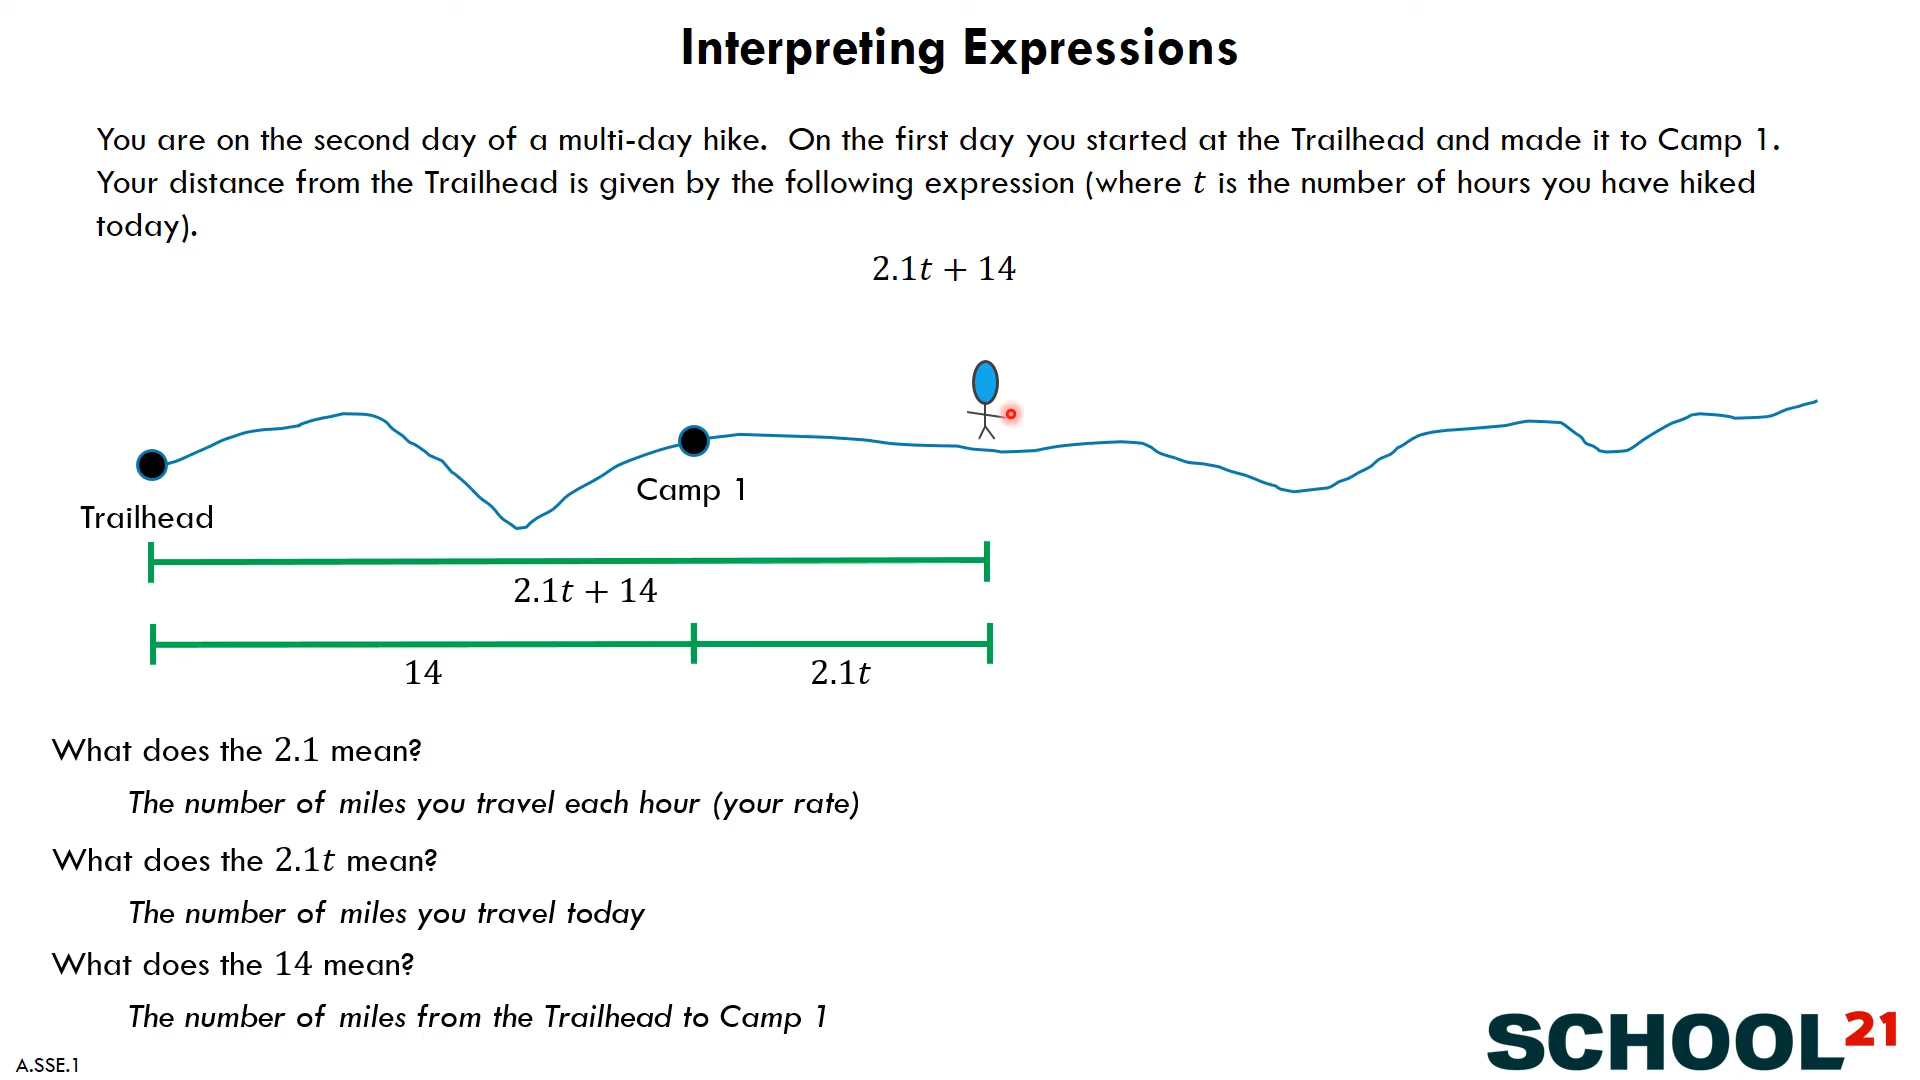 Interpreting Expressions
You are on the second day of a multi-day hike.  On the first day you started at the Trailhead and made it to Camp 1.
Your distance from the Trailhead is given by the following expression (where t is the number of hours you have hiked
today).
2.1t + 14
Camp 1
Trailhead
2.1t + 14
14
2.1t
What does the 2.1 mean?
The number of miles you travel each hour (your rate)
What does the 2.1t mean?
The number of miles you travel today
What does the 14 mean?
The number of miles from the Trailhead to Camp 1
SCHOOL21
A.SSE.1